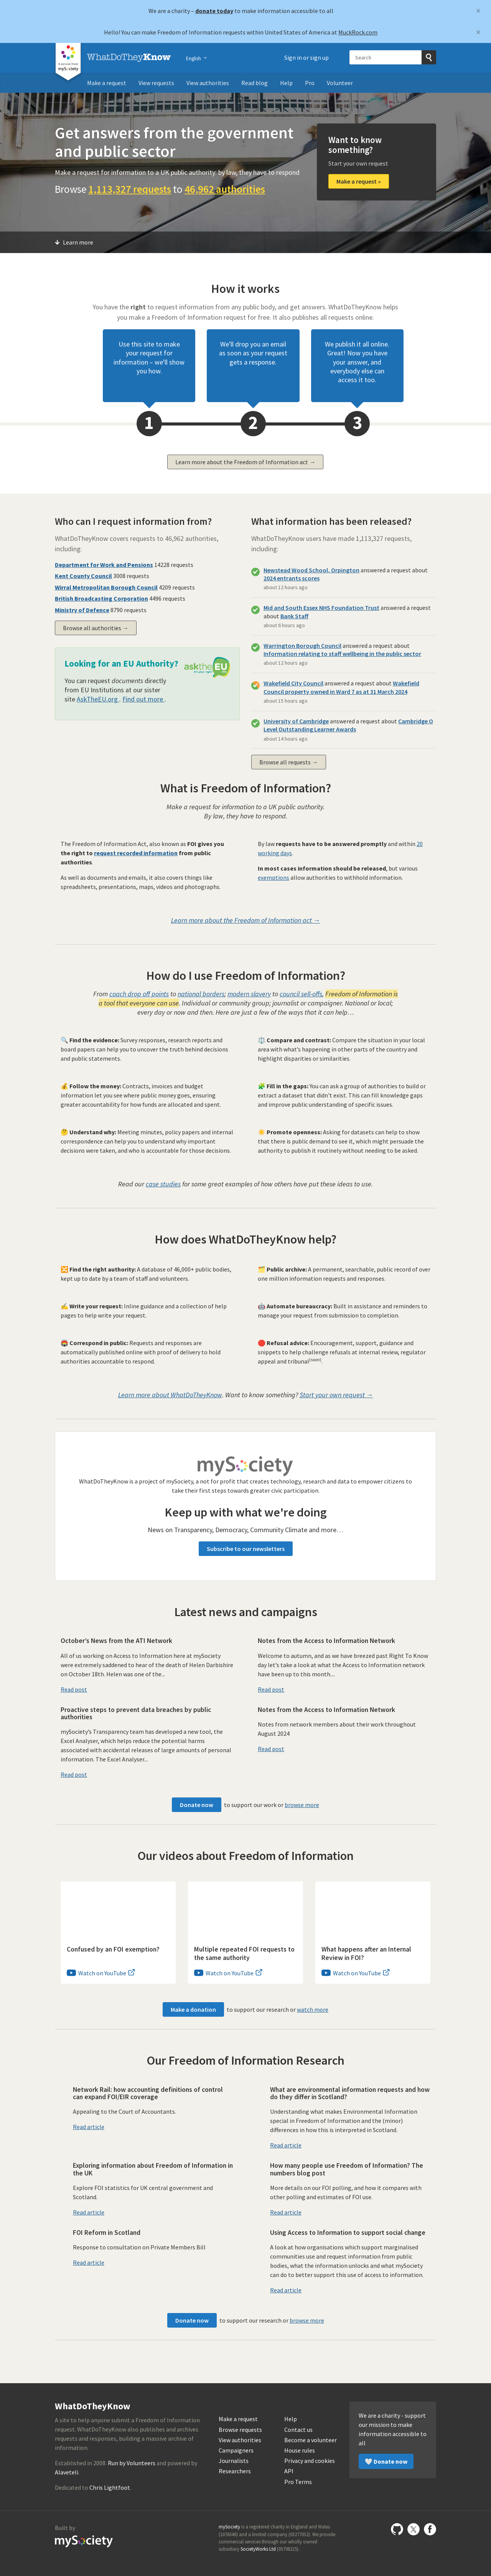 We are a charity – donate today to make information accessible to all
×
Hello! You can make Freedom of Information requests within United States of America at MuckRock.com
×
a project from mySociety
WhatDoTheyKnow
English
Sign in or sign up
Search
Make a request
View requests
View authorities
Read blog
Help
Pro
Volunteer
Get answers from the government
and public sector
Make a request for information to a UK public authority: by law, they have to respond
Browse 1,113,327 requests to 46,962 authorities
Want to know
something?
Start your own request
Make a request »
Learn more
How it works
You have the right to request information from any public body, and get answers. WhatDoTheyKnow helps
you make a Freedom of Information request for free. It also publishes all requests online.
Use this site to make
your request for
information – we'll show
you how.
We'll drop you an email
as soon as your request
gets a response.
We publish it all online.
Great! Now you have
your answer, and
everybody else can
access it too.
1
2
3
Learn more about the Freedom of Information act →
Who can I request information from?
WhatDoTheyKnow covers requests to 46,962 authorities,
including:
Department for Work and Pensions 14228 requests
Kent County Council 3008 requests
Wirral Metropolitan Borough Council 4209 requests
British Broadcasting Corporation 4496 requests
Ministry of Defence 8790 requests
Browse all authorities →
Looking for an EU Authority?
asktheEU
You can request documents directly
from EU Institutions at our sister
site AskTheEU.org . Find out more .
What information has been released?
WhatDoTheyKnow users have made 1,113,327 requests,
including:
Newstead Wood School, Orpington answered a request about
2024 entrants scores
about 12 hours ago
Mid and South Essex NHS Foundation Trust answered a request
about Bank Staff
about 6 hours ago
Warrington Borough Council answered a request about
Information relating to staff wellbeing in the public sector
about 12 hours ago
Wakefield City Council answered a request about Wakefield
Council property owned in Ward 7 as at 31 March 2024
about 15 hours ago
University of Cambridge answered a request about Cambridge O
Level Outstanding Learner Awards
about 14 hours ago
Browse all requests →
What is Freedom of Information?
Make a request for information to a UK public authority.
By law, they have to respond.
The Freedom of Information Act, also known as FOI gives you
the right to request recorded information from public
authorities.
As well as documents and emails, it also covers things like
spreadsheets, presentations, maps, videos and photographs.
By law requests have to be answered promptly and within 20
working days.
In most cases information should be released, but various
exemptions allow authorities to withhold information.
Learn more about the Freedom of Information act →
How do I use Freedom of Information?
From coach drop off points to national borders; modern slavery to council sell-offs, Freedom of Information is
a tool that everyone can use. Individual or community group; journalist or campaigner. National or local;
every day or now and then. Here are just a few of the ways that it can help…
🔍 Find the evidence: Survey responses, research reports and
board papers can help you to uncover the truth behind decisions
and public statements.
⚖️ Compare and contrast: Compare the situation in your local
area with what's happening in other parts of the country and
highlight disparities or similarities.
💰 Follow the money: Contracts, invoices and budget
information let you see where public money goes, ensuring
greater accountability for how funds are allocated and spent.
🧩 Fill in the gaps: You can ask a group of authorities to build or
extract a dataset that didn't exist. This can fill knowledge gaps
and improve public understanding of specific issues.
🤔 Understand why: Meeting minutes, policy papers and internal
correspondence can help you to understand why important
decisions were taken, and who is accountable for those decisions.
☀️ Promote openness: Asking for datasets can help to show
that there is public demand to see it, which might persuade the
authority to publish it routinely without needing to be asked.
Read our case studies for some great examples of how others have put these ideas to use.
How does WhatDoTheyKnow help?
🔀 Find the right authority: A database of 46,000+ public bodies,
kept up to date by a team of staff and volunteers.
🗂️ Public archive: A permanent, searchable, public record of over
one million information requests and responses.
✍️ Write your request: Inline guidance and a collection of help
pages to help write your request.
🤖 Automate bureaucracy: Built in assistance and reminders to
manage your request from submission to completion.
📮 Correspond in public: Requests and responses are
automatically published online with proof of delivery to hold
authorities accountable to respond.
🛑 Refusal advice: Encouragement, support, guidance and
snippets to help challenge refusals at internal review, regulator
appeal and tribunal[soon!].
Learn more about WhatDoTheyKnow. Want to know something? Start your own request →
mySociety
WhatDoTheyKnow is a project of mySociety, a not for profit that creates technology, research and data to empower citizens to
take their first steps towards greater civic participation.
Keep up with what we're doing
News on Transparency, Democracy, Community Climate and more…
Subscribe to our newsletters
Latest news and campaigns
October's News from the ATI Network
All of us working on Access to Information here at mySociety
were extremely saddened to hear of the death of Helen Darbishire
on October 18th. Helen was one of the...
Read post
Notes from the Access to Information Network
Welcome to autumn, and as we have breezed past Right To Know
day let's take a look at what the Access to Information network
have been up to this month....
Read post
Proactive steps to prevent data breaches by public
authorities
mySociety's Transparency team has developed a new tool, the
Excel Analyser, which helps reduce the potential harms
associated with accidental releases of large amounts of personal
information. The Excel Analyser...
Read post
Notes from the Access to Information Network
Notes from network members about their work throughout
August 2024
Read post
Donate now to support our work or browse more
Our videos about Freedom of Information
Confused by an FOI exemption?
Watch on YouTube
Multiple repeated FOI requests to
the same authority
Watch on YouTube
What happens after an Internal
Review in FOI?
Watch on YouTube
Make a donation to support our research or watch more
Our Freedom of Information Research
Network Rail: how accounting definitions of control
can expand FOI/EIR coverage
Appealing to the Court of Accountants.
Read article
What are environmental information requests and how
do they differ in Scotland?
Understanding what makes Environmental Information
special in Freedom of Information and the (minor)
differences in how this is interpreted in Scotland.
Read article
Exploring information about Freedom of Information in
the UK
Explore FOI statistics for UK central government and
Scotland.
Read article
How many people use Freedom of Information? The
numbers blog post
More details on our FOI polling, and how it compares with
other polling and estimates of FOI use.
Read article
FOI Reform in Scotland
Response to consultation on Private Members Bill
Read article
Using Access to Information to support social change
A look at how organisations which support marginalised
communities use and request information from public
bodies, what the information unlocks and what mySociety
can do to better support this use of access to information.
Read article
Donate now to support our research or browse more
WhatDoTheyKnow
A site to help anyone submit a Freedom of Information
request. WhatDoTheyKnow also publishes and archives
requests and responses, building a massive archive of
information.
Established in 2008. Run by Volunteers and powered by
Alaveteli.
Dedicated to Chris Lightfoot.
Make a request
Browse requests
View authorities
Campaigners
Journalists
Researchers
Help
Contact us
Become a volunteer
House rules
Privacy and cookies
API
Pro Terms
We are a charity - support
our mission to make
information accessible to
all
🤍 Donate now
Built by
mySociety
mySociety is a registered charity in England and Wales
(1076346) and a limited company (03277032). We provide
commercial services through our wholly owned
subsidiary SocietyWorks Ltd (05798215).